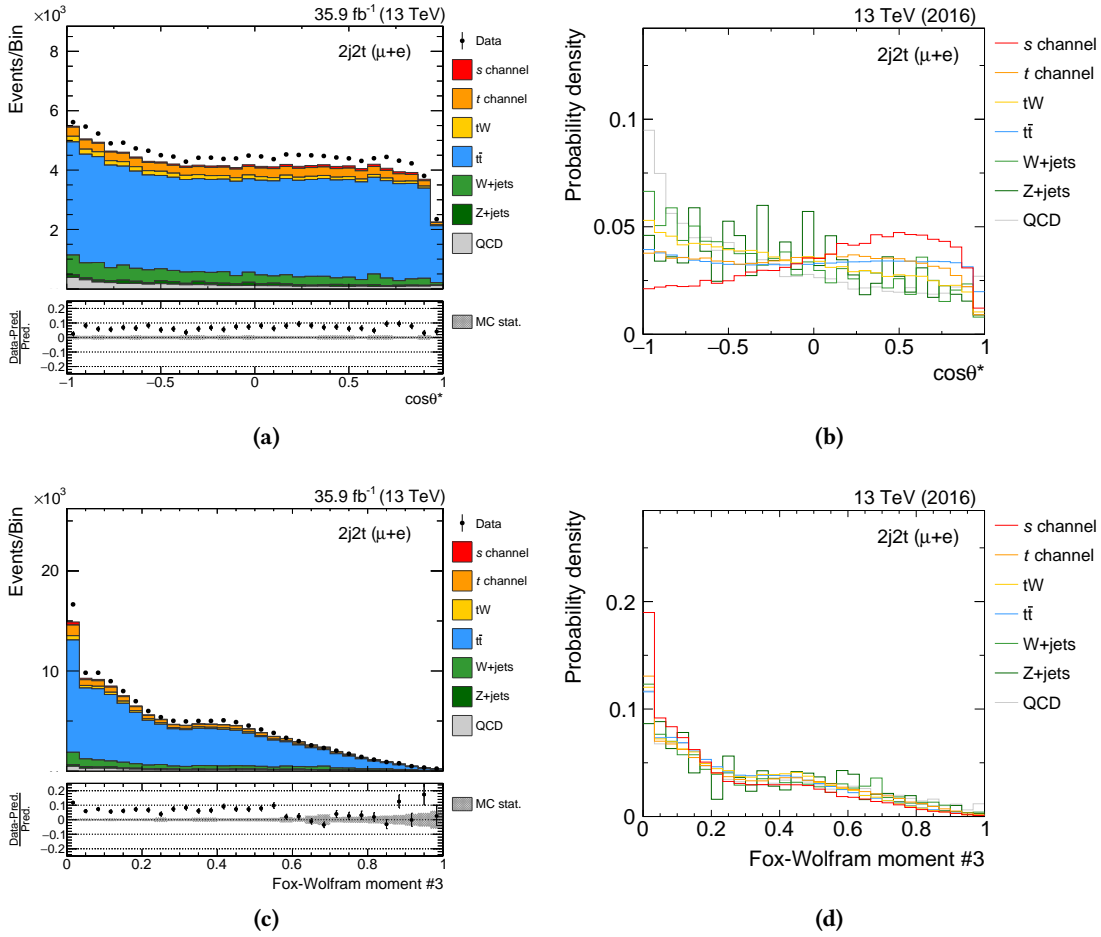 ×10³
35.9 fb⁻¹ (13 TeV)
Events/Bin
8
6
4
2
2j2t (μ+e)
Data
s channel
t channel
tW
tt̄
W+jets
Z+jets
QCD
Data-Pred.
Pred.
0.2
0.1
0
−0.1
−0.2
MC stat.
−1
−0.5
0
0.5
1
cosθ*
(a)
13 TeV (2016)
Probability density
0.1
0.05
0
2j2t (μ+e)
s channel
t channel
tW
tt̄
W+jets
Z+jets
QCD
−1
−0.5
0
0.5
1
cosθ*
(b)
×10³
35.9 fb⁻¹ (13 TeV)
Events/Bin
20
10
2j2t (μ+e)
Data
s channel
t channel
tW
tt̄
W+jets
Z+jets
QCD
Data-Pred.
Pred.
0.2
0.1
0
−0.1
−0.2
MC stat.
0
0.2
0.4
0.6
0.8
1
Fox-Wolfram moment #3
(c)
13 TeV (2016)
Probability density
0.2
0.1
0
2j2t (μ+e)
s channel
t channel
tW
tt̄
W+jets
Z+jets
QCD
0
0.2
0.4
0.6
0.8
1
Fox-Wolfram moment #3
(d)